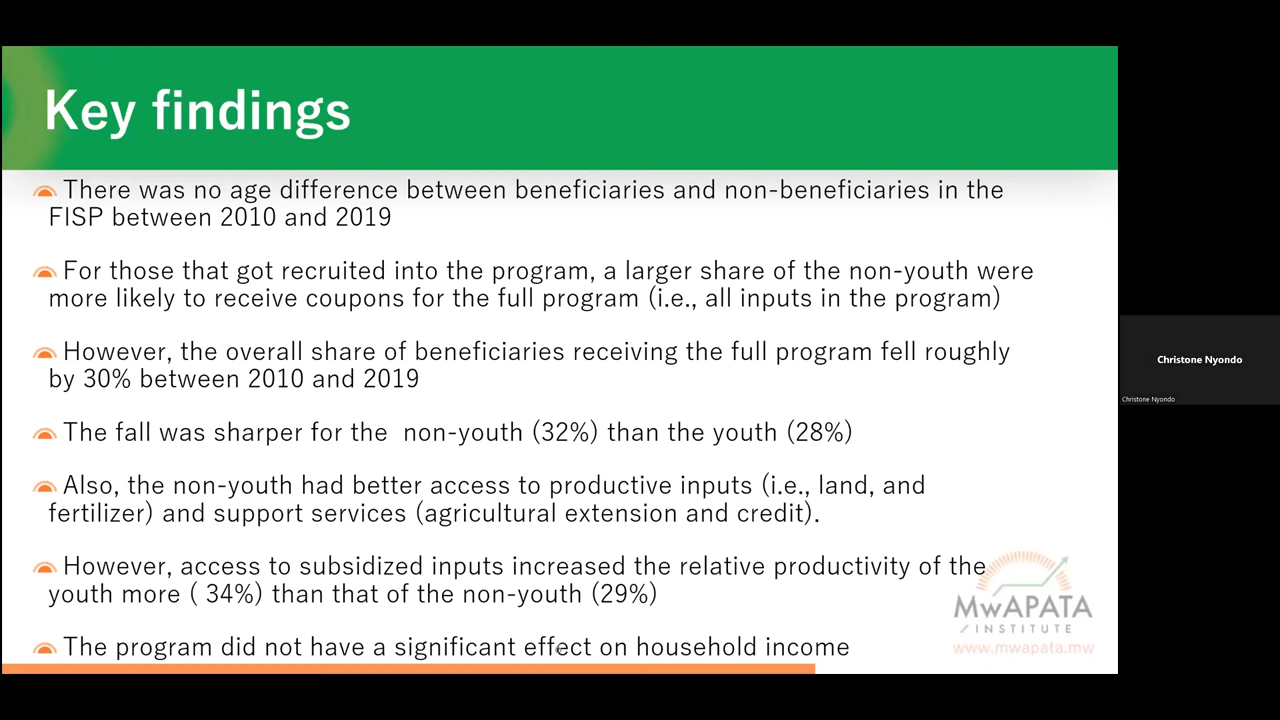 Key findings
There was no age difference between beneficiaries and non-beneficiaries in the
FISP between 2010 and 2019
For those that got recruited into the program, a larger share of the non-youth were
more likely to receive coupons for the full program (i.e., all inputs in the program)
However, the overall share of beneficiaries receiving the full program fell roughly
by 30% between 2010 and 2019
The fall was sharper for the  non-youth (32%) than the youth (28%)
Also, the non-youth had better access to productive inputs (i.e., land, and
fertilizer) and support services (agricultural extension and credit).
However, access to subsidized inputs increased the relative productivity of the
youth more ( 34%) than that of the non-youth (29%)
The program did not have a significant effect on household income
MwAPATA
INSTITUTE
www.mwapata.mw
Christone Nyondo
Christone Nyondo